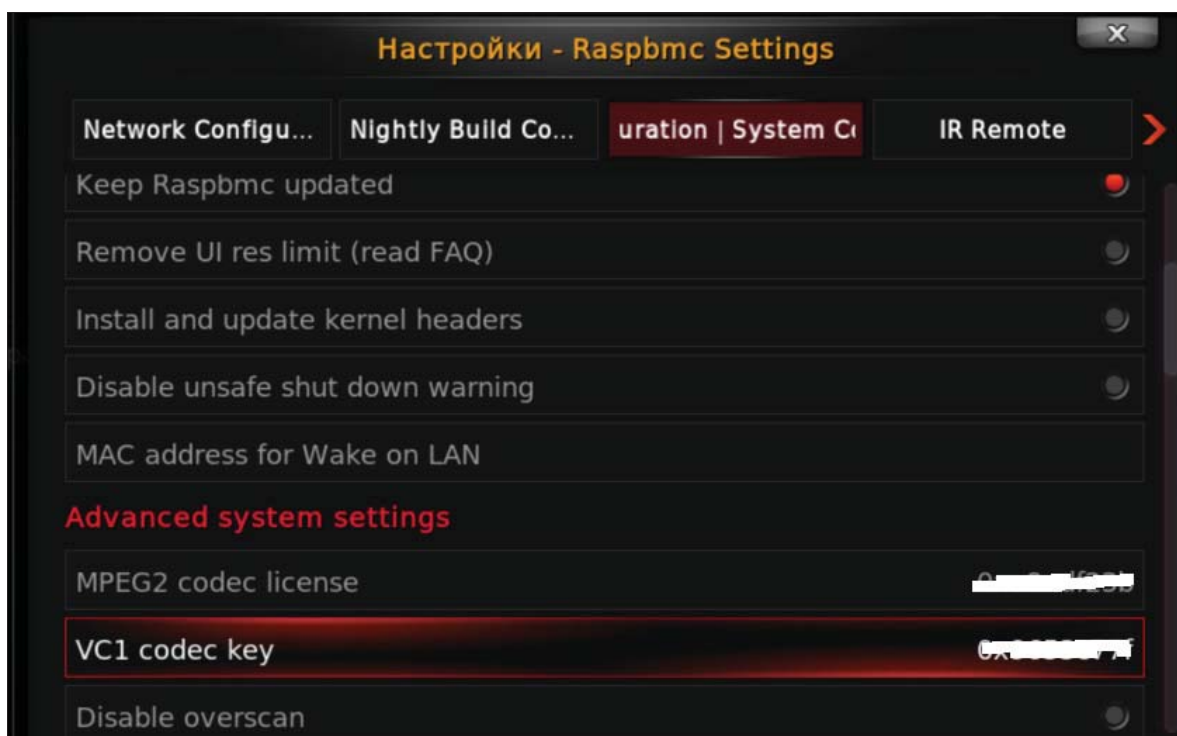 Настройки - Raspbmc Settings
Network Configu... Nightly Build Co... uration | System Co IR Remote
Keep Raspbmc updated
Remove UI res limit (read FAQ)
Install and update kernel headers
Disable unsafe shut down warning
MAC address for Wake on LAN
Advanced system settings
MPEG2 codec license
VC1 codec key
Disable overscan